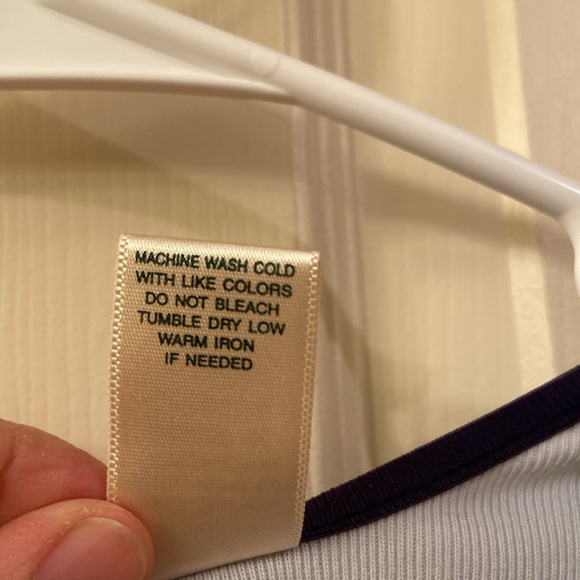 MACHINE WASH COLD
WITH LIKE COLORS
DO NOT BLEACH
TUMBLE DRY LOW
WARM IRON
IF NEEDED